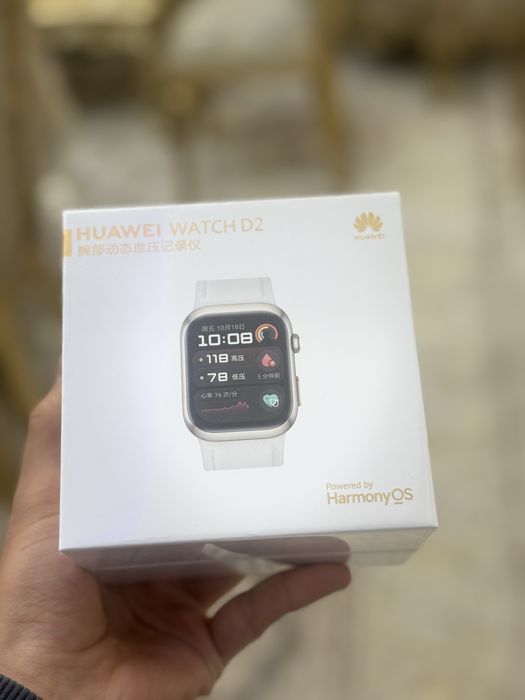 HUAWEI WATCH D2
腕部动态血压记录仪
HUAWEI
周五 10月18日
10:08
118 高压
78 低压
5 分钟前
心率 76 次/分
Powered by
HarmonyOS